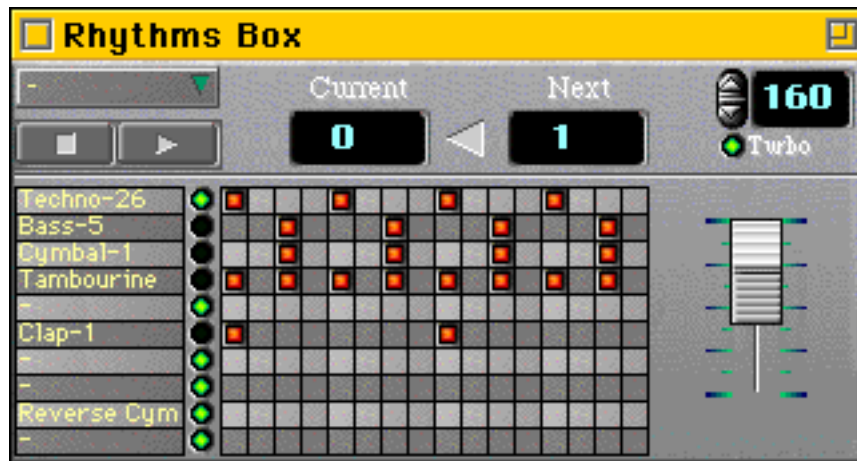 Rhythms Box
-
Current
Next
160
0
1
Turbo
Techno-26
Bass-5
Cymbal-1
Tambourine
-
Clap-1
-
-
Reverse Cym
-